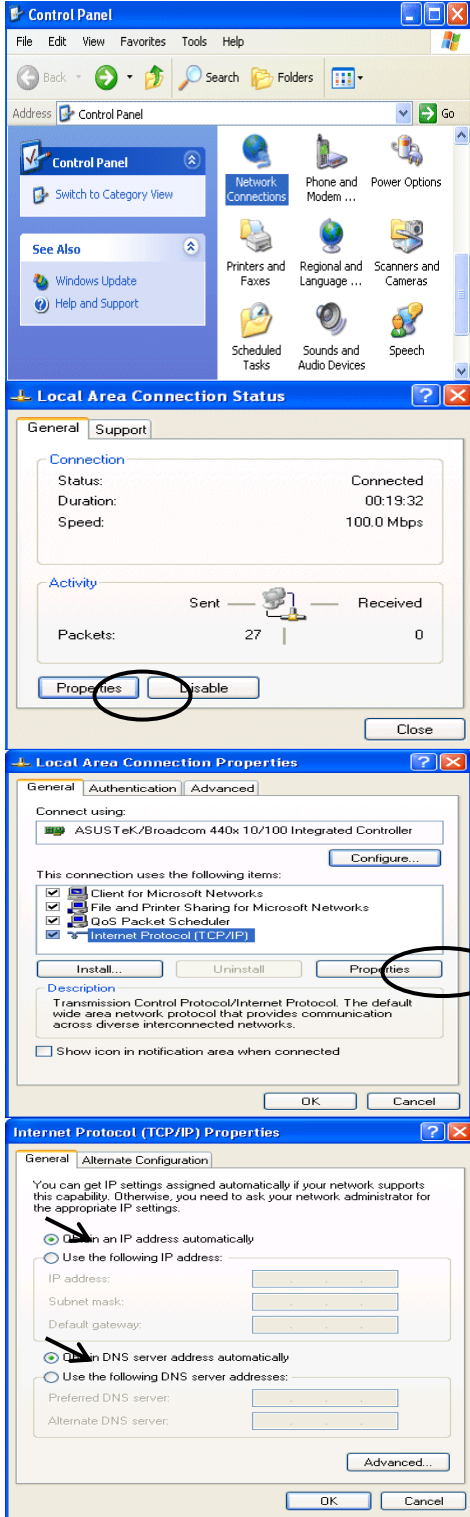 Control Panel
File Edit View Favorites Tools Help
Back Search Folders
Address Control Panel Go
Control Panel
Switch to Category View
See Also
Windows Update
Help and Support
Network Connections
Phone and Modem ...
Power Options
Printers and Faxes
Regional and Language ...
Scanners and Cameras
Scheduled Tasks
Sounds and Audio Devices
Speech
Local Area Connection Status
General Support
Connection
Status: Connected
Duration: 00:19:32
Speed: 100.0 Mbps
Activity
Sent Received
Packets: 27 0
Properties Disable
Close
Local Area Connection Properties
General Authentication Advanced
Connect using:
ASUSTeK/Broadcom 440x 10/100 Integrated Controller
Configure...
This connection uses the following items:
Client for Microsoft Networks
File and Printer Sharing for Microsoft Networks
QoS Packet Scheduler
Internet Protocol (TCP/IP)
Install... Uninstall Properties
Description
Transmission Control Protocol/Internet Protocol. The default
wide area network protocol that provides communication
across diverse interconnected networks.
Show icon in notification area when connected
OK Cancel
Internet Protocol (TCP/IP) Properties
General Alternate Configuration
You can get IP settings assigned automatically if your network supports
this capability. Otherwise, you need to ask your network administrator for
the appropriate IP settings.
Obtain an IP address automatically
Use the following IP address:
IP address:
Subnet mask:
Default gateway:
Obtain DNS server address automatically
Use the following DNS server addresses:
Preferred DNS server:
Alternate DNS server:
Advanced...
OK Cancel